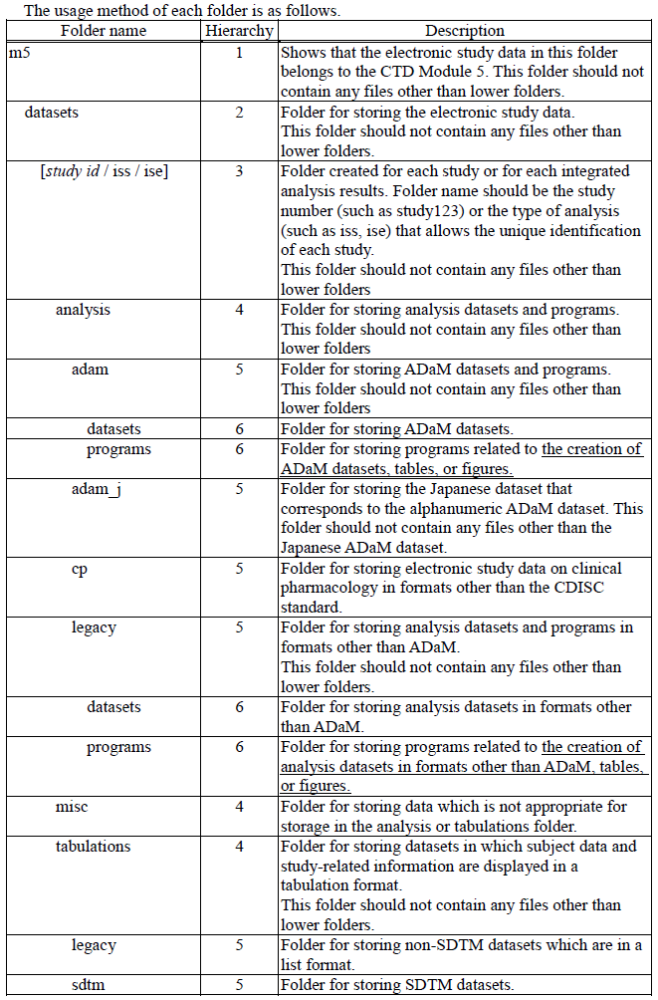 The usage method of each folder is as follows.
Folder name Hierarchy Description
m5 1 Shows that the electronic study data in this folder
belongs to the CTD Module 5. This folder should not
contain any files other than lower folders.
datasets 2 Folder for storing the electronic study data.
This folder should not contain any files other than
lower folders.
[study id / iss / ise] 3 Folder created for each study or for each integrated
analysis results. Folder name should be the study
number (such as study123) or the type of analysis
(such as iss, ise) that allows the unique identification
of each study.
This folder should not contain any files other than
lower folders
analysis 4 Folder for storing analysis datasets and programs.
This folder should not contain any files other than
lower folders
adam 5 Folder for storing ADaM datasets and programs.
This folder should not contain any files other than
lower folders
datasets 6 Folder for storing ADaM datasets.
programs 6 Folder for storing programs related to the creation of
ADaM datasets, tables, or figures.
adam_j 5 Folder for storing the Japanese dataset that
corresponds to the alphanumeric ADaM dataset. This
folder should not contain any files other than the
Japanese ADaM dataset.
cp 5 Folder for storing electronic study data on clinical
pharmacology in formats other than the CDISC
standard.
legacy 5 Folder for storing analysis datasets and programs in
formats other than ADaM.
This folder should not contain any files other than
lower folders.
datasets 6 Folder for storing analysis datasets in formats other
than ADaM.
programs 6 Folder for storing programs related to the creation of
analysis datasets in formats other than ADaM, tables,
or figures.
misc 4 Folder for storing data which is not appropriate for
storage in the analysis or tabulations folder.
tabulations 4 Folder for storing datasets in which subject data and
study-related information are displayed in a
tabulation format.
This folder should not contain any files other than
lower folders.
legacy 5 Folder for storing non-SDTM datasets which are in a
list format.
sdtm 5 Folder for storing SDTM datasets.